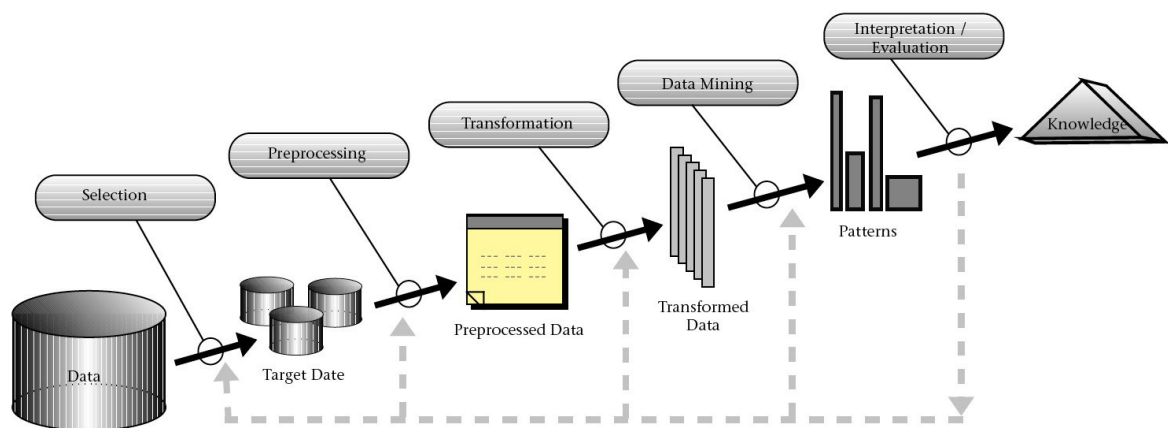 Interpretation /
Evaluation
Data Mining
Transformation
Preprocessing
Selection
Knowledge
Patterns
Transformed
Data
Preprocessed Data
Target Date
Data